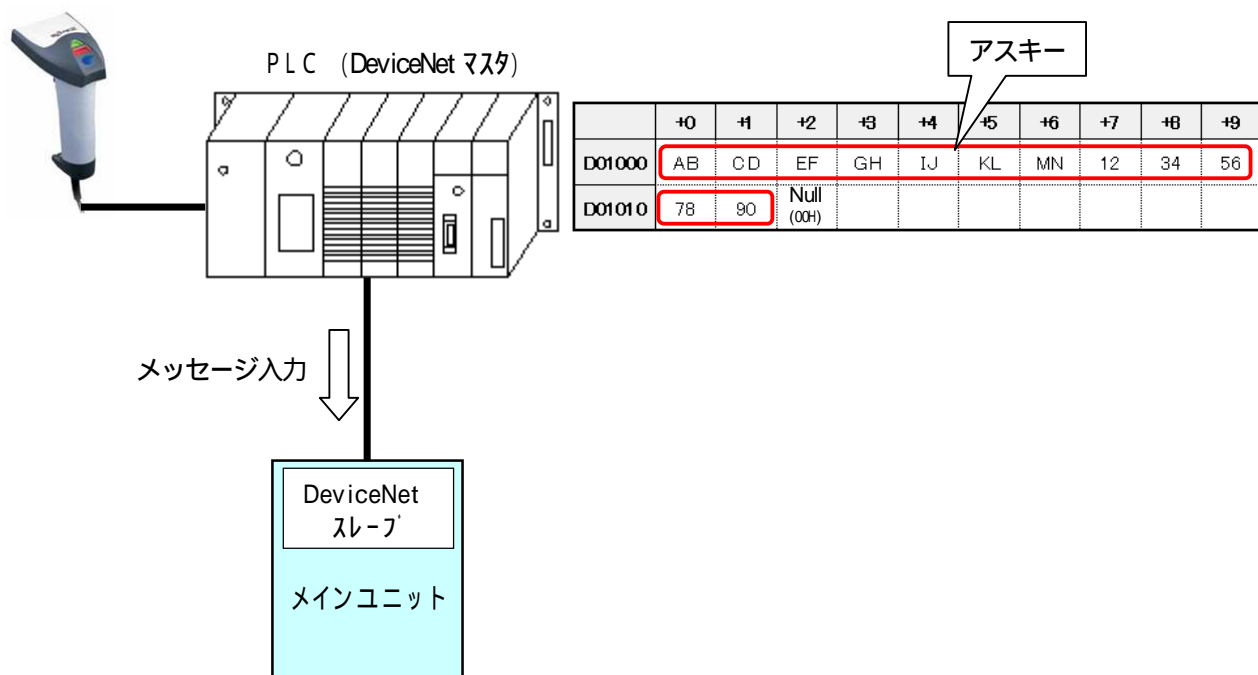 アスキー
ＰＬＣ （DeviceNet ﾏｽﾀ）
+0 +1 +2 +3 +4 +5 +6 +7 +8 +9
D01000 AB CD EF GH IJ KL MN 12 34 56
D01010 78 90 Null
(00H)
メッセージ入力
DeviceNet
ｽﾚｰﾌﾞ
メインユニット